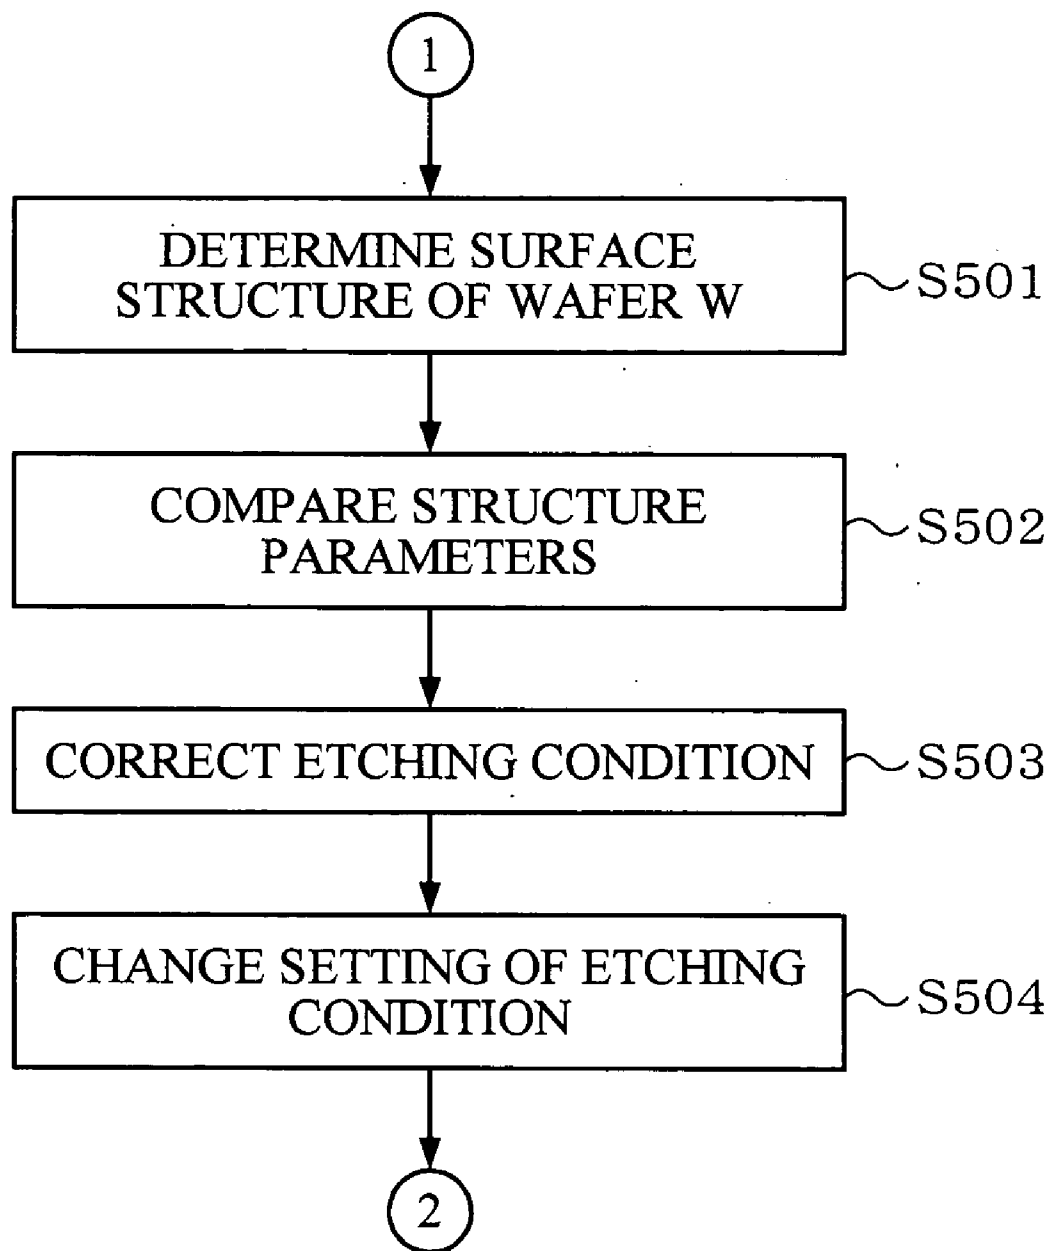 1
DETERMINE SURFACE
STRUCTURE OF WAFER W
S501
COMPARE STRUCTURE
PARAMETERS
S502
CORRECT ETCHING CONDITION
S503
CHANGE SETTING OF ETCHING
CONDITION
S504
2